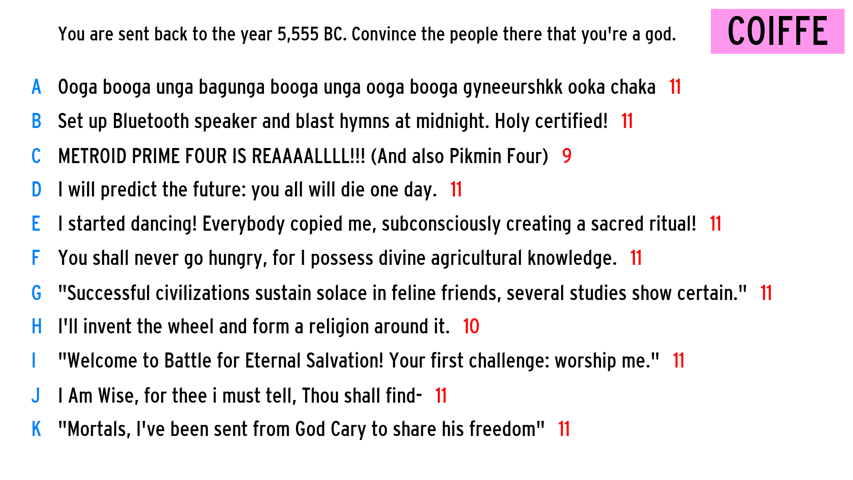 You are sent back to the year 5,555 BC. Convince the people there that you're a god.
COIFFE
A Ooga booga unga bagunga booga unga ooga booga gyneeurshkk ooka chaka 11
B Set up Bluetooth speaker and blast hymns at midnight. Holy certified! 11
C METROID PRIME FOUR IS REAAAALLLL!!! (And also Pikmin Four) 9
D I will predict the future: you all will die one day. 11
E I started dancing! Everybody copied me, subconsciously creating a sacred ritual! 11
F You shall never go hungry, for I possess divine agricultural knowledge. 11
G "Successful civilizations sustain solace in feline friends, several studies show certain." 11
H I'll invent the wheel and form a religion around it. 10
I "Welcome to Battle for Eternal Salvation! Your first challenge: worship me." 11
J I Am Wise, for thee i must tell, Thou shall find- 11
K "Mortals, I've been sent from God Cary to share his freedom" 11